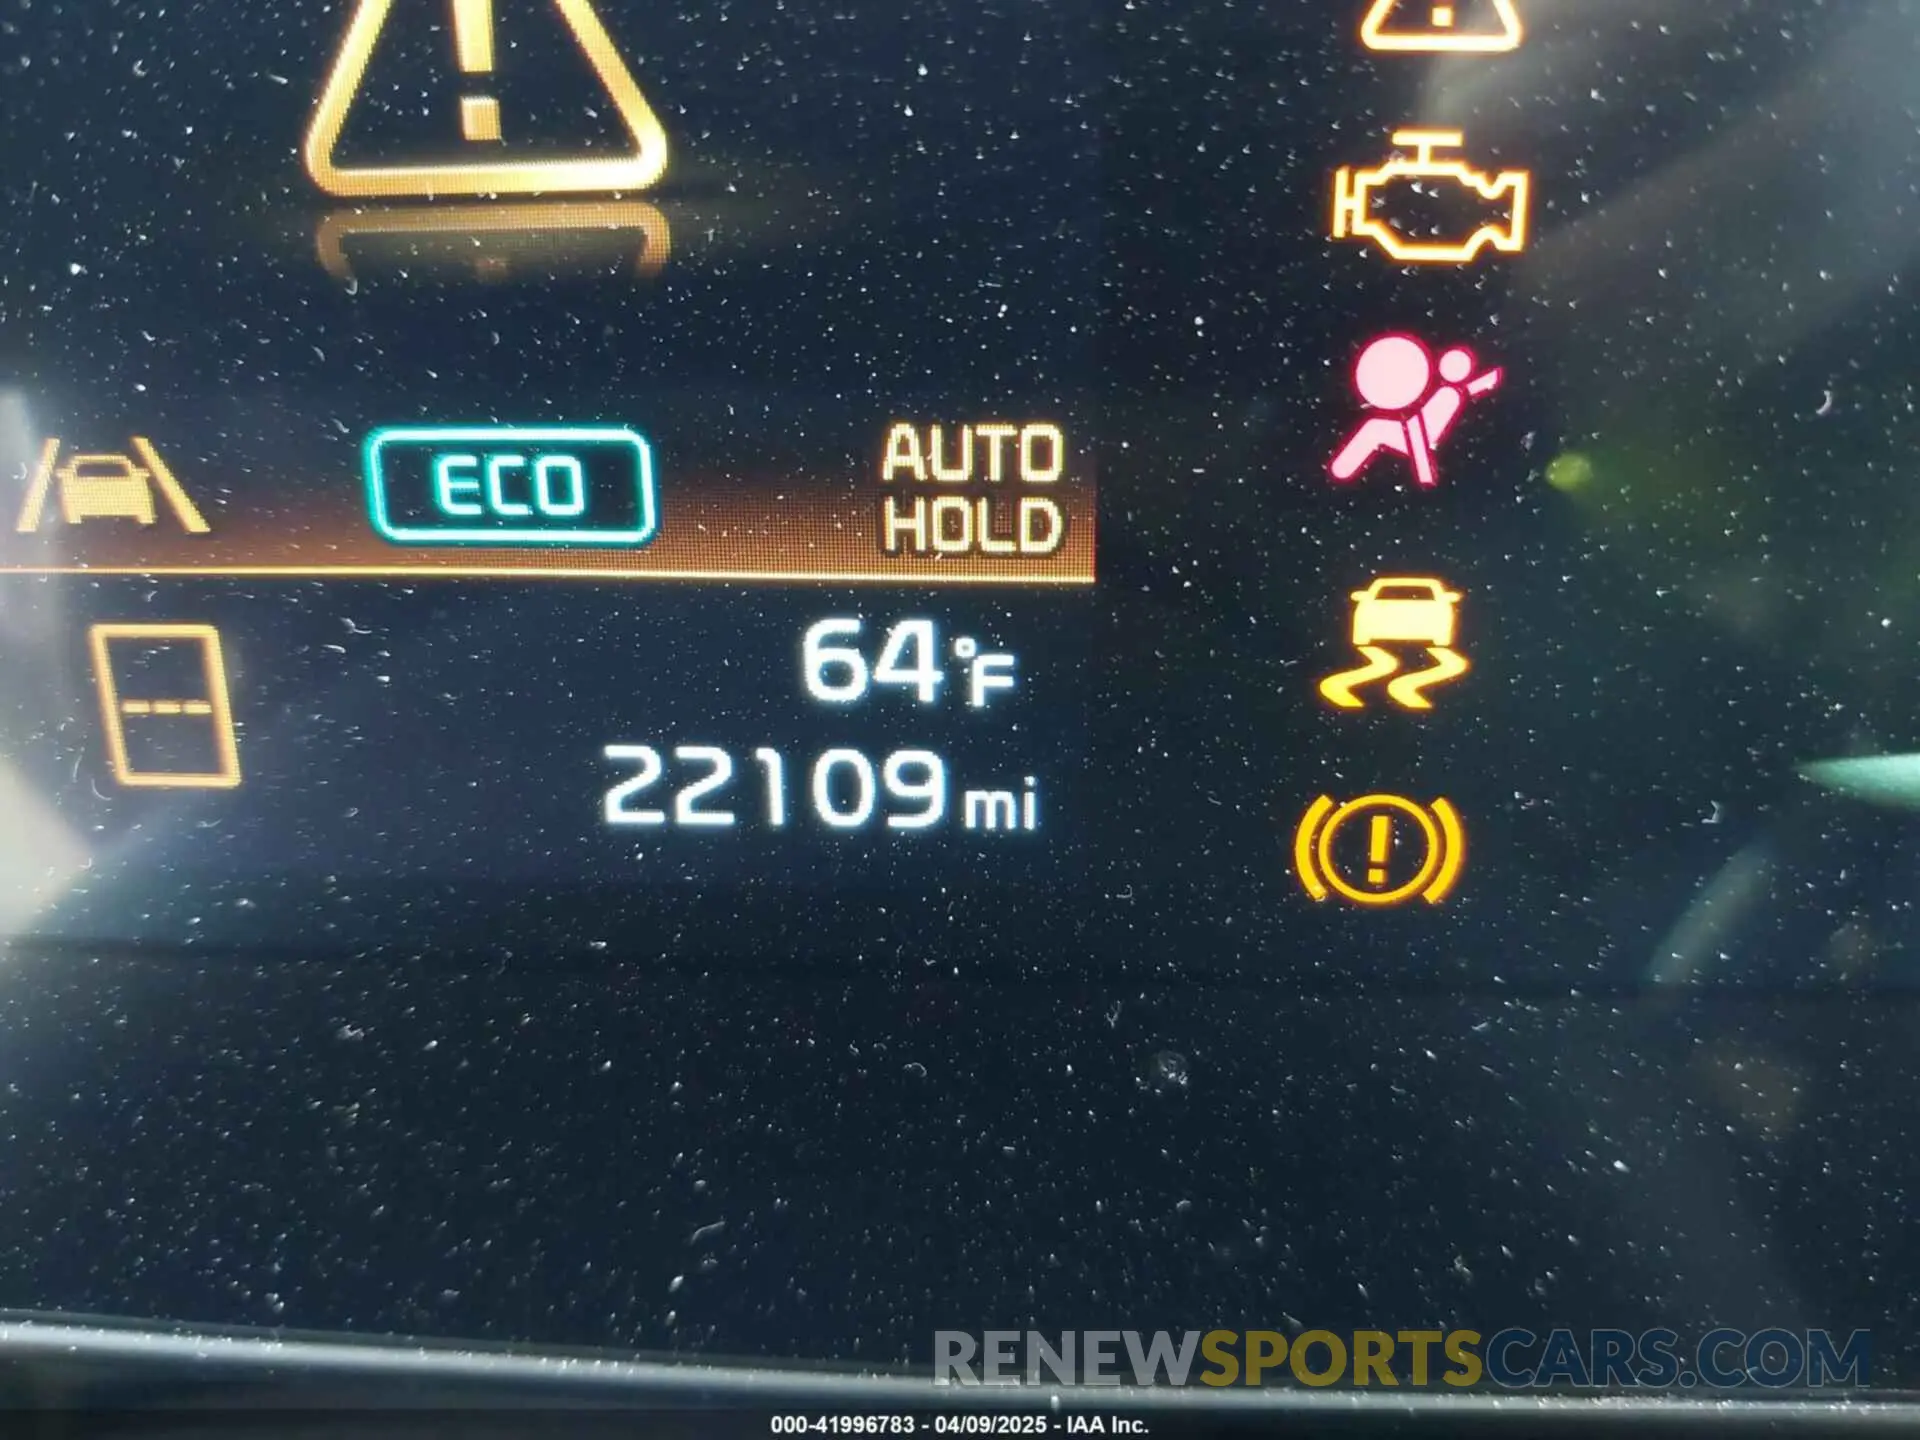 ECO
AUTO
HOLD
64°F
22109 mi
RENEWSPORTSCARS.COM
000-41996783 - 04/09/2025 - IAA Inc.